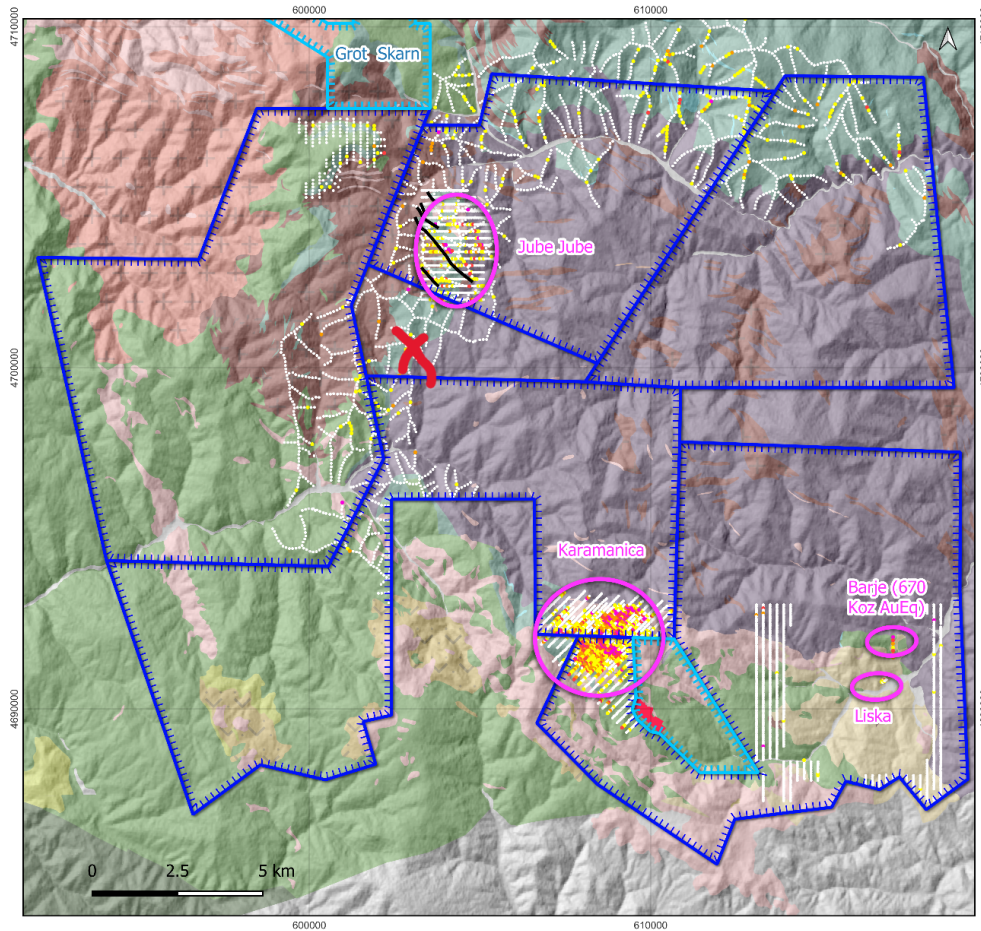 600000
610000
4710000
Grot Skarn
Jube Jube
4700000
Karamanica
Barje (670
Koz AuEq)
Liska
4690000
0 2.5 5 km
600000
610000